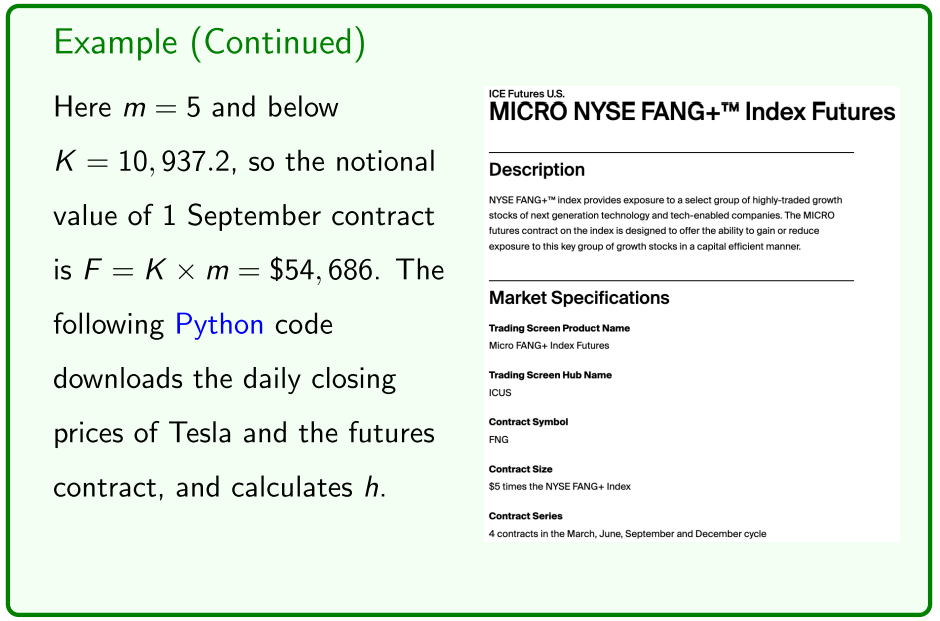 Example (Continued)
Here m = 5 and below
K = 10,937.2, so the notional
value of 1 September contract
is F = K × m = $54,686. The
following Python code
downloads the daily closing
prices of Tesla and the futures
contract, and calculates h.
ICE Futures U.S.
MICRO NYSE FANG+™ Index Futures
Description
NYSE FANG+™ index provides exposure to a select group of highly-traded growth
stocks of next generation technology and tech-enabled companies. The MICRO
futures contract on the index is designed to offer the ability to gain or reduce
exposure to this key group of growth stocks in a capital efficient manner.
Market Specifications
Trading Screen Product Name
Micro FANG+ Index Futures
Trading Screen Hub Name
ICUS
Contract Symbol
FNG
Contract Size
$5 times the NYSE FANG+ Index
Contract Series
4 contracts in the March, June, September and December cycle